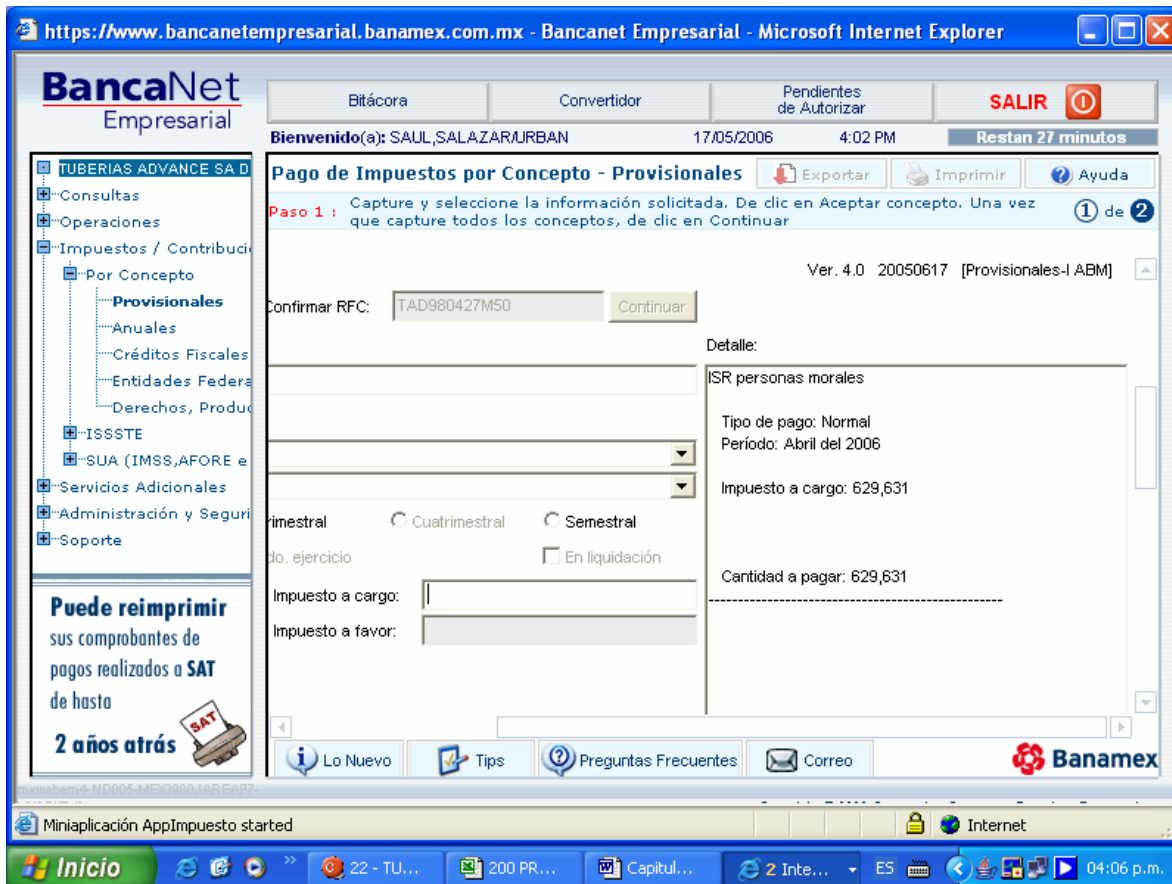 https://www.bancanetempresarial.banamex.com.mx - Bancanet Empresarial - Microsoft Internet Explorer
BancaNet
Empresarial
Bitácora
Convertidor
Pendientes
de Autorizar
SALIR
Bienvenido(a): SAUL,SALAZAR/URBAN 17/05/2006 4:02 PM Restan 27 minutos
TUBERIAS ADVANCE SA D
Consultas
Operaciones
Impuestos / Contribuci
Por Concepto
Provisionales
Anuales
Créditos Fiscales
Entidades Federa
Derechos, Produc
ISSSTE
SUA (IMSS,AFORE e
Servicios Adicionales
Administración y Seguri
Soporte
Puede reimprimir
sus comprobantes de
pagos realizados a SAT
de hasta
2 años atrás
SAT
Pago de Impuestos por Concepto - Provisionales
Exportar
Imprimir
Ayuda
Paso 1 : Capture y seleccione la información solicitada. De clic en Aceptar concepto. Una vez
que capture todos los conceptos, de clic en Continuar
1 de 2
Ver. 4.0 20050617 [Provisionales-I ABM]
Confirmar RFC: TAD980427M50 Continuar
Detalle:
ISR personas morales
Tipo de pago: Normal
Período: Abril del 2006
Impuesto a cargo: 629,631
Cantidad a pagar: 629,631
-----------------------------------------------
rimestral Cuatrimestral Semestral
do. ejercicio En liquidación
Impuesto a cargo:
Impuesto a favor:
Lo Nuevo
Tips
Preguntas Frecuentes
Correo
Banamex
Miniaplicación AppImpuesto started
Internet
Inicio
22 - TU...
200 PR...
Capitul...
2 Inte...
ES
04:06 p.m.